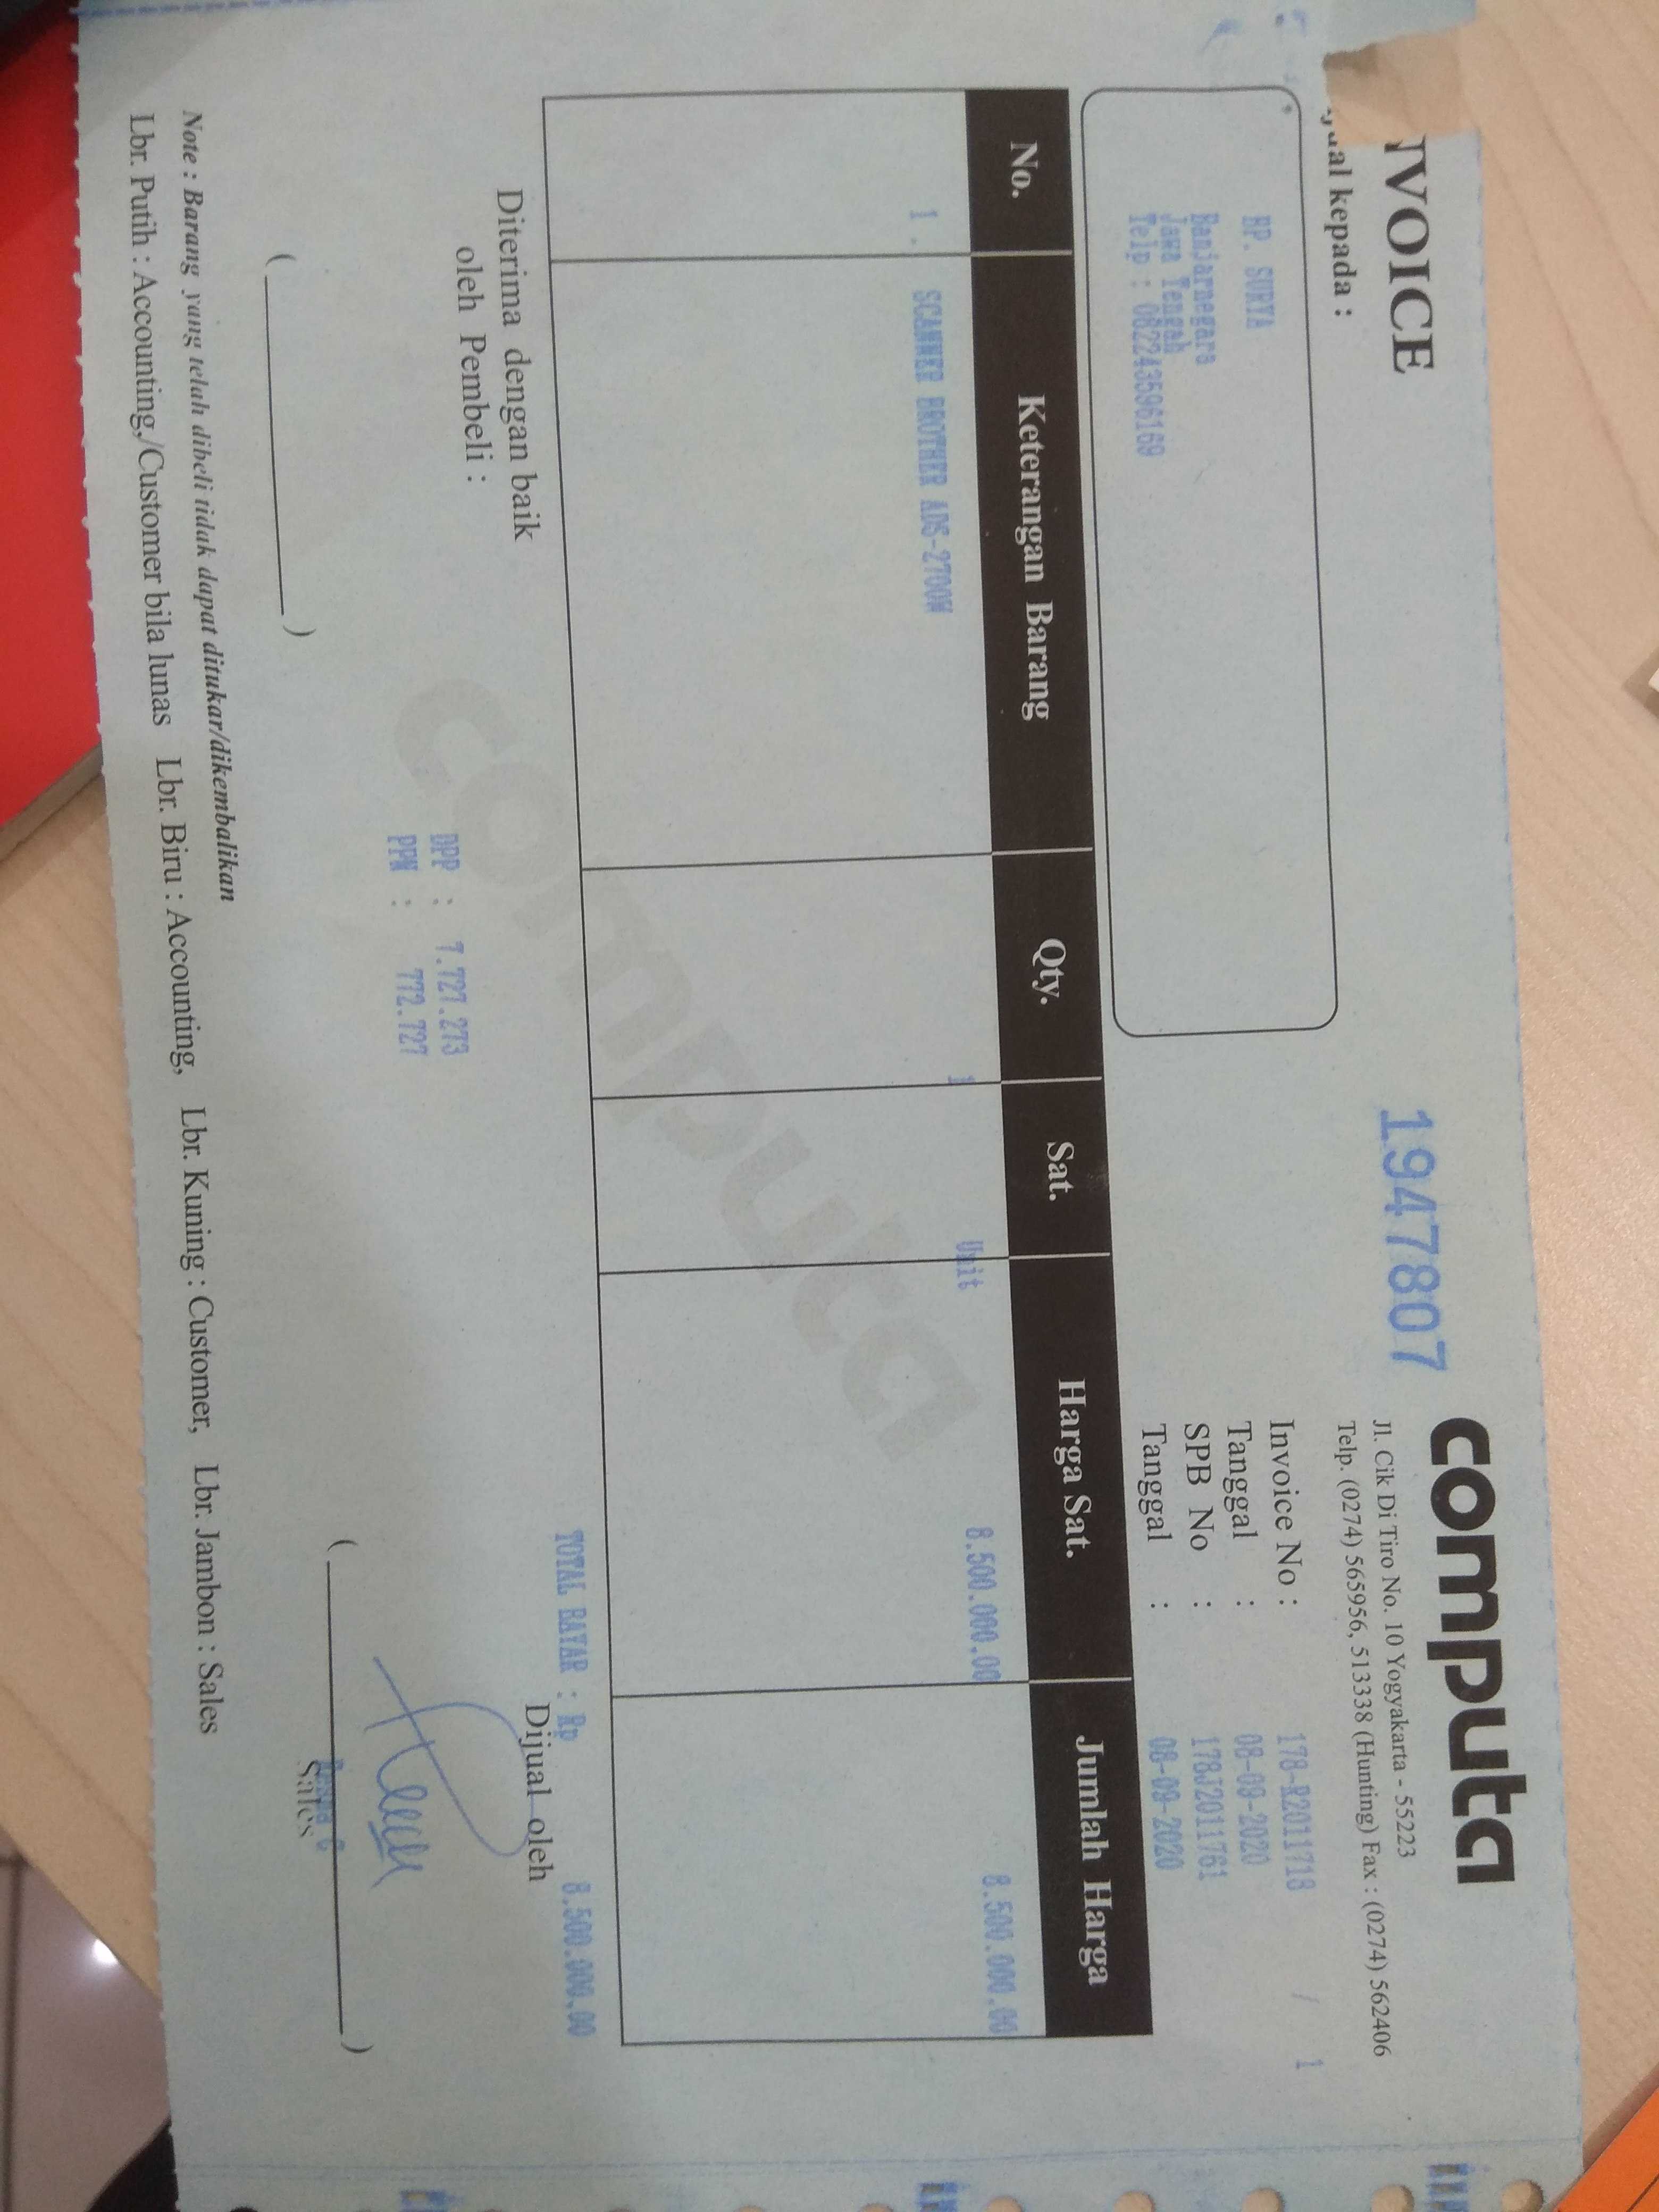 NVOICE
194787 computa
Jl. Cik Di Tiro No. 10 Yogyakarta - 55223
Telp. (0274) 565956, 513338 (Hunting) Fax : (0274) 562406
jual kepada :
BP. SURYA
Banjarnegara
Jawa Tengah
Telp : 082243596169
Invoice No : 178-R2011718 / 1
Tanggal : 08-09-2020
SPB No : 178J2011761
Tanggal : 08-09-2020
No. Keterangan Barang Qty. Sat. Harga Sat. Jumlah Harga
1. SCANNER BROTHER ADS-2700W 1 Unit 8.500.000.00 8.500.000.00
computa
TOTAL BAYAR : Rp 8.500.000.00
Diterima dengan baik
oleh Pembeli :
Dijual oleh
DPP : 7.727.273
PPN : 772.727
( )
( )
Sales
Note : Barang yang telah dibeli tidak dapat ditukar/dikembalikan
Lbr. Putih : Accounting,/Customer bila lunas Lbr. Biru : Accounting, Lbr. Kuning : Customer, Lbr. Jambon : Sales